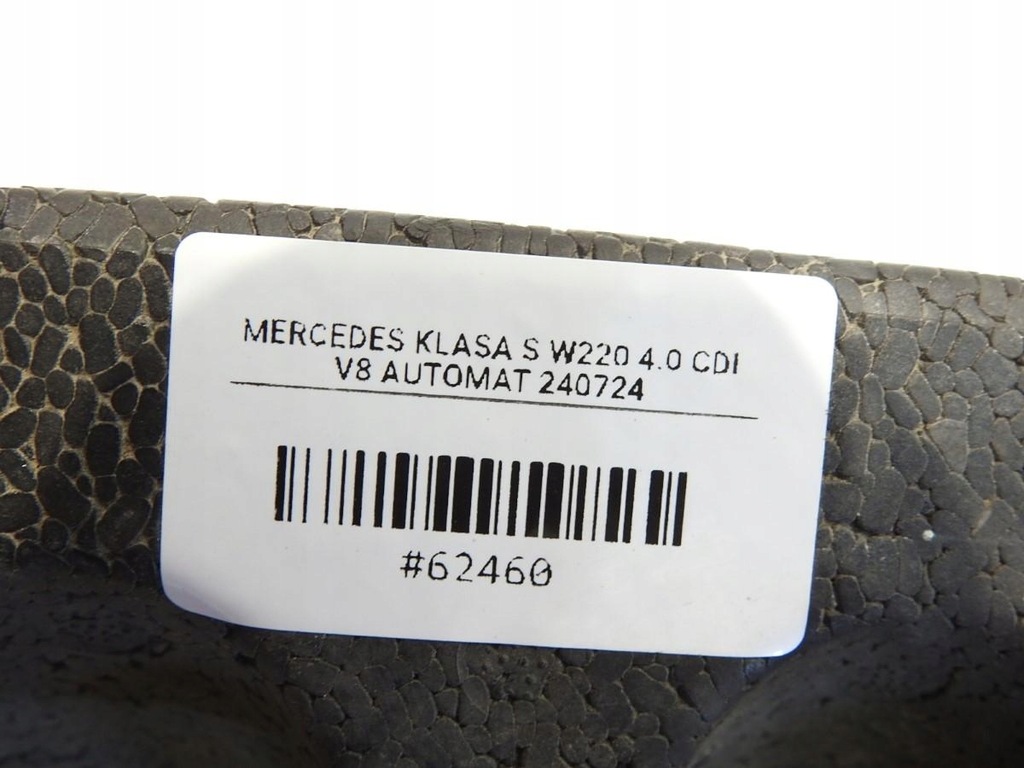 MERCEDES KLASA S W220 4.0 CDI
V8 AUTOMAT 240724
#62460